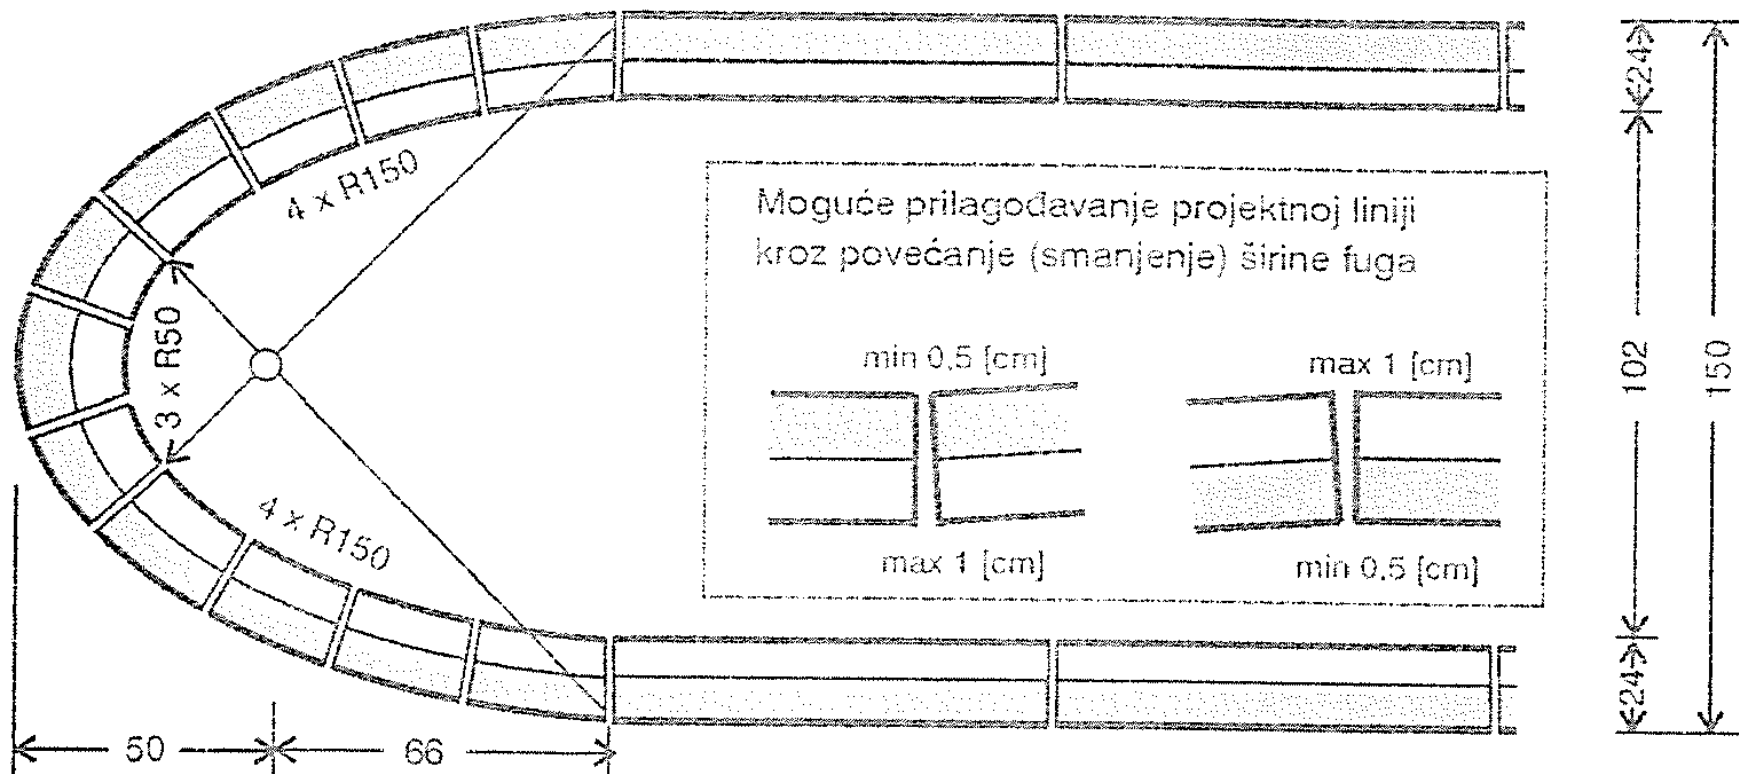 4 x R150
3 x R50
4 x R150
50
66
Moguće prilagođavanje projektnoj liniji
kroz povećanje (smanjenje) širine fuga
min 0,5 [cm]
max 1 [cm]
max 1 [cm]
min 0,5 [cm]
24
102
24
150